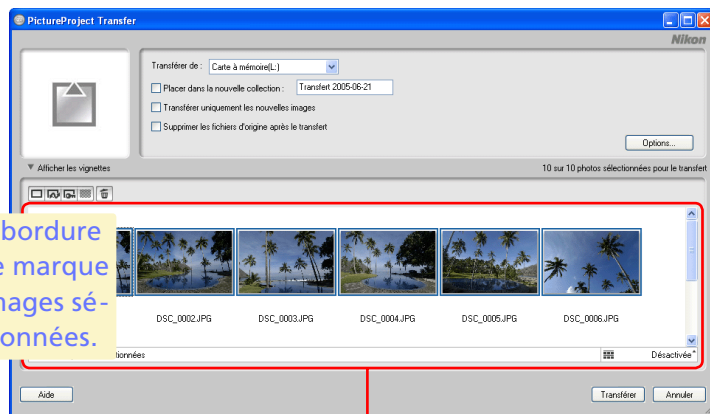 PictureProject Transfer
Nikon
Transférer de : Carte à mémoire(L:)
Placer dans la nouvelle collection : Transfert 2005-06-21
Transférer uniquement les nouvelles images
Supprimer les fichiers d'origine après le transfert
Options...
Afficher les vignettes
10 sur 10 photos sélectionnées pour le transfert
bordure
marque
mages sé-
onnées.
DSC_0002.JPG
DSC_0003.JPG
DSC_0004.JPG
DSC_0005.JPG
DSC_0006.JPG
tionnées
Désactivée
Aide
Transférer
Annuler